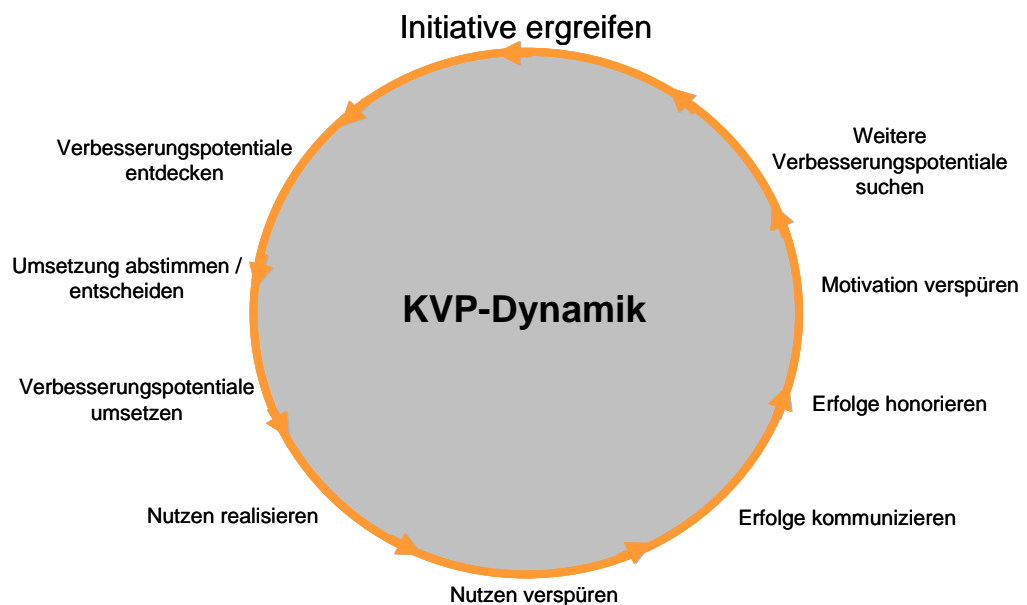 Initiative ergreifen
Verbesserungspotentiale
entdecken
Umsetzung abstimmen /
entscheiden
Verbesserungspotentiale
umsetzen
Nutzen realisieren
Nutzen verspüren
Erfolge kommunizieren
Erfolge honorieren
Motivation verspüren
Weitere
Verbesserungspotentiale
suchen
KVP-Dynamik